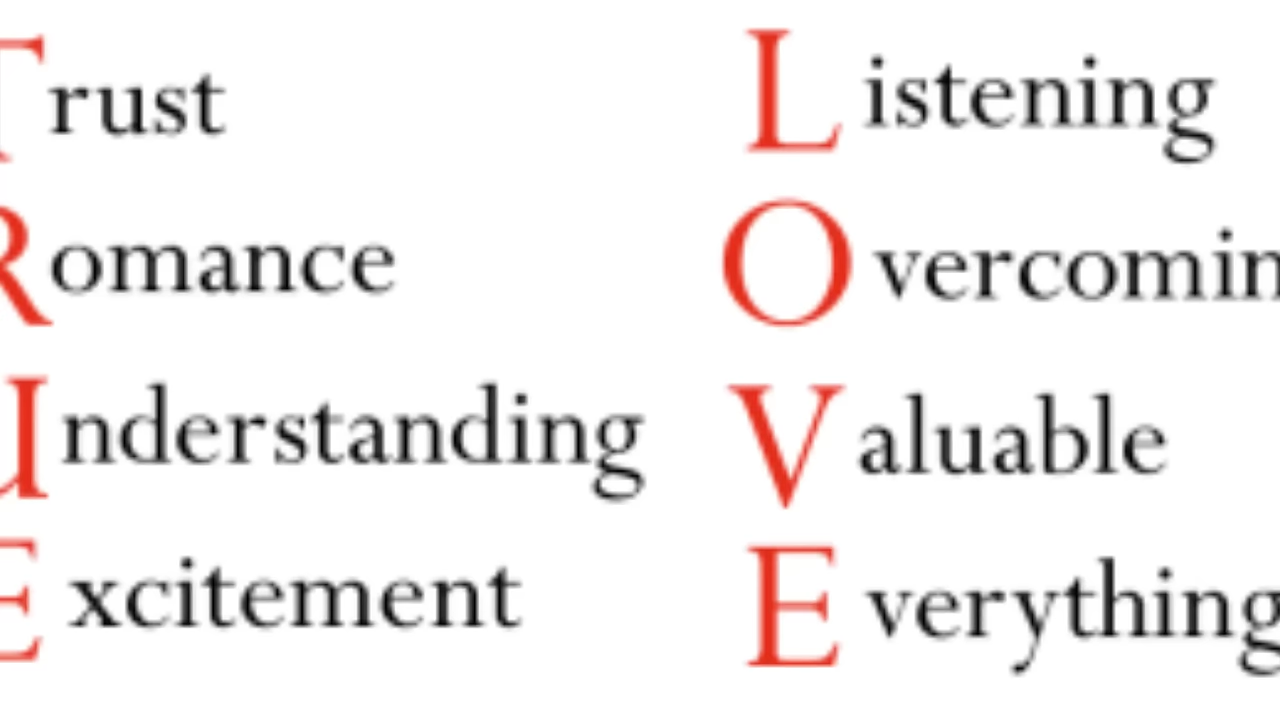 Trust
Romance
Understanding
Excitement
Listening
Overcomin
Valuable
Everything